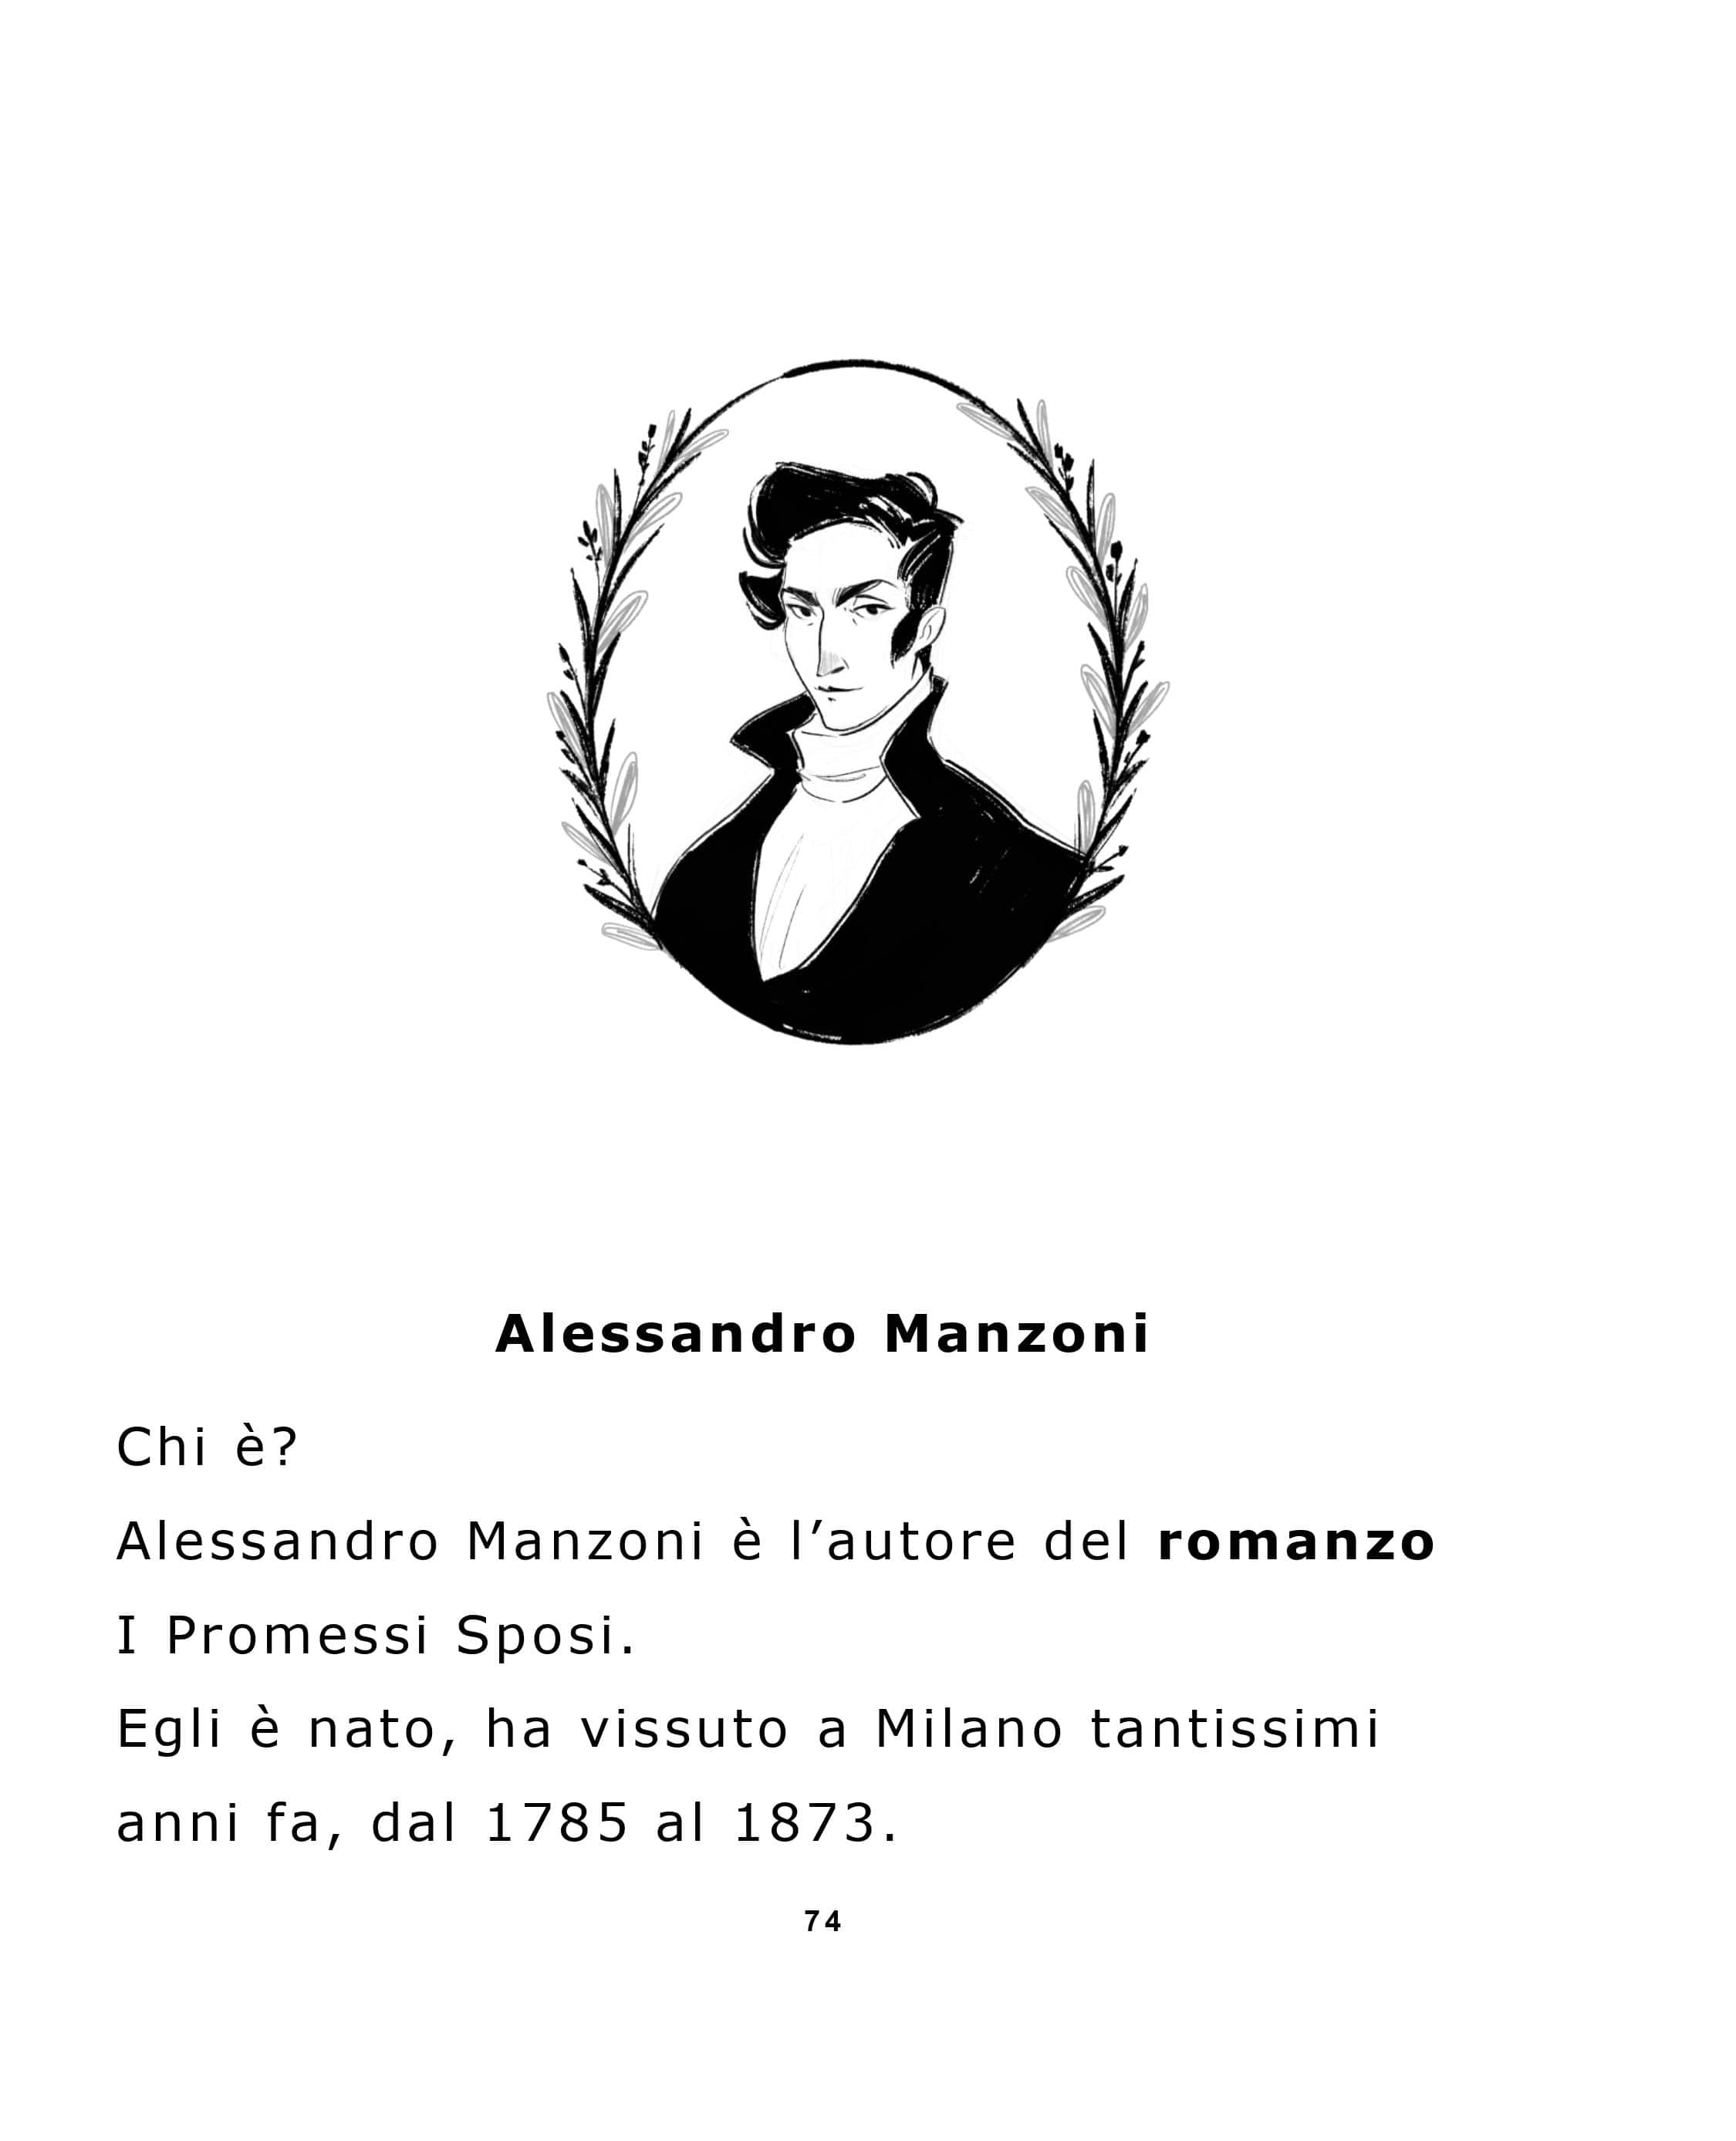 Alessandro Manzoni
Chi è?
Alessandro Manzoni è l’autore del romanzo
I Promessi Sposi.
Egli è nato, ha vissuto a Milano tantissimi
anni fa, dal 1785 al 1873.
74